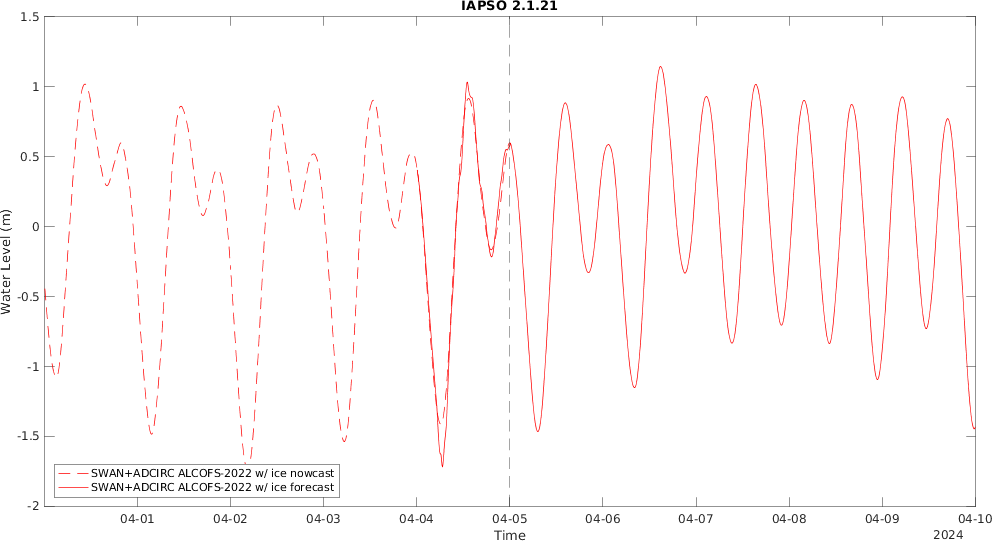 IAPSO 2.1.21
1.5
1
0.5
0
-0.5
-1
-1.5
-2
Water Level (m)
SWAN+ADCIRC ALCOFS-2022 w/ ice nowcast
SWAN+ADCIRC ALCOFS-2022 w/ ice forecast
04-01 04-02 04-03 04-04 04-05 04-06 04-07 04-08 04-09 04-10
Time
2024